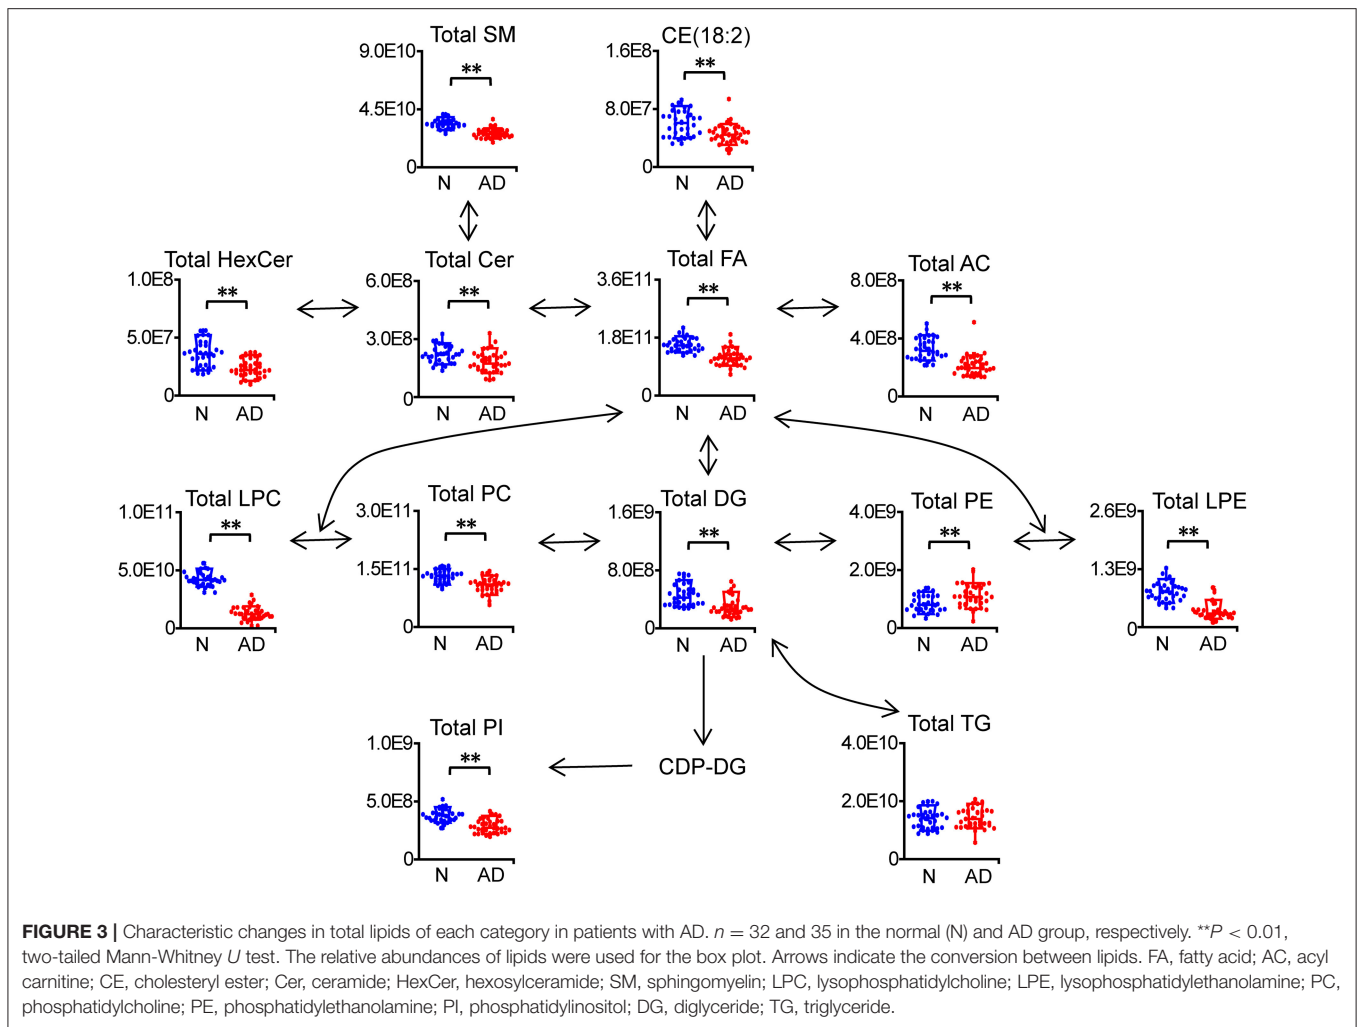 Total SM
9.0E10
**
4.5E10
0
N AD
CE(18:2)
1.6E8
**
8.0E7
0
N AD
Total HexCer
1.0E8
**
5.0E7
0
N AD
Total Cer
6.0E8
**
3.0E8
0
N AD
Total FA
3.6E11
**
1.8E11
0
N AD
Total AC
8.0E8
**
4.0E8
0
N AD
Total LPC
1.0E11
**
5.0E10
0
N AD
Total PC
3.0E11
**
1.5E11
0
N AD
Total DG
1.6E9
**
8.0E8
0
N AD
Total PE
4.0E9
**
2.0E9
0
N AD
Total LPE
2.6E9
**
1.3E9
0
N AD
Total PI
1.0E9
**
5.0E8
0
N AD
CDP-DG
Total TG
4.0E10
2.0E10
0
N AD
FIGURE 3 | Characteristic changes in total lipids of each category in patients with AD. n = 32 and 35 in the normal (N) and AD group, respectively. **P < 0.01,
two-tailed Mann-Whitney U test. The relative abundances of lipids were used for the box plot. Arrows indicate the conversion between lipids. FA, fatty acid; AC, acyl
carnitine; CE, cholesteryl ester; Cer, ceramide; HexCer, hexosylceramide; SM, sphingomyelin; LPC, lysophosphatidylcholine; LPE, lysophosphatidylethanolamine; PC,
phosphatidylcholine; PE, phosphatidylethanolamine; PI, phosphatidylinositol; DG, diglyceride; TG, triglyceride.